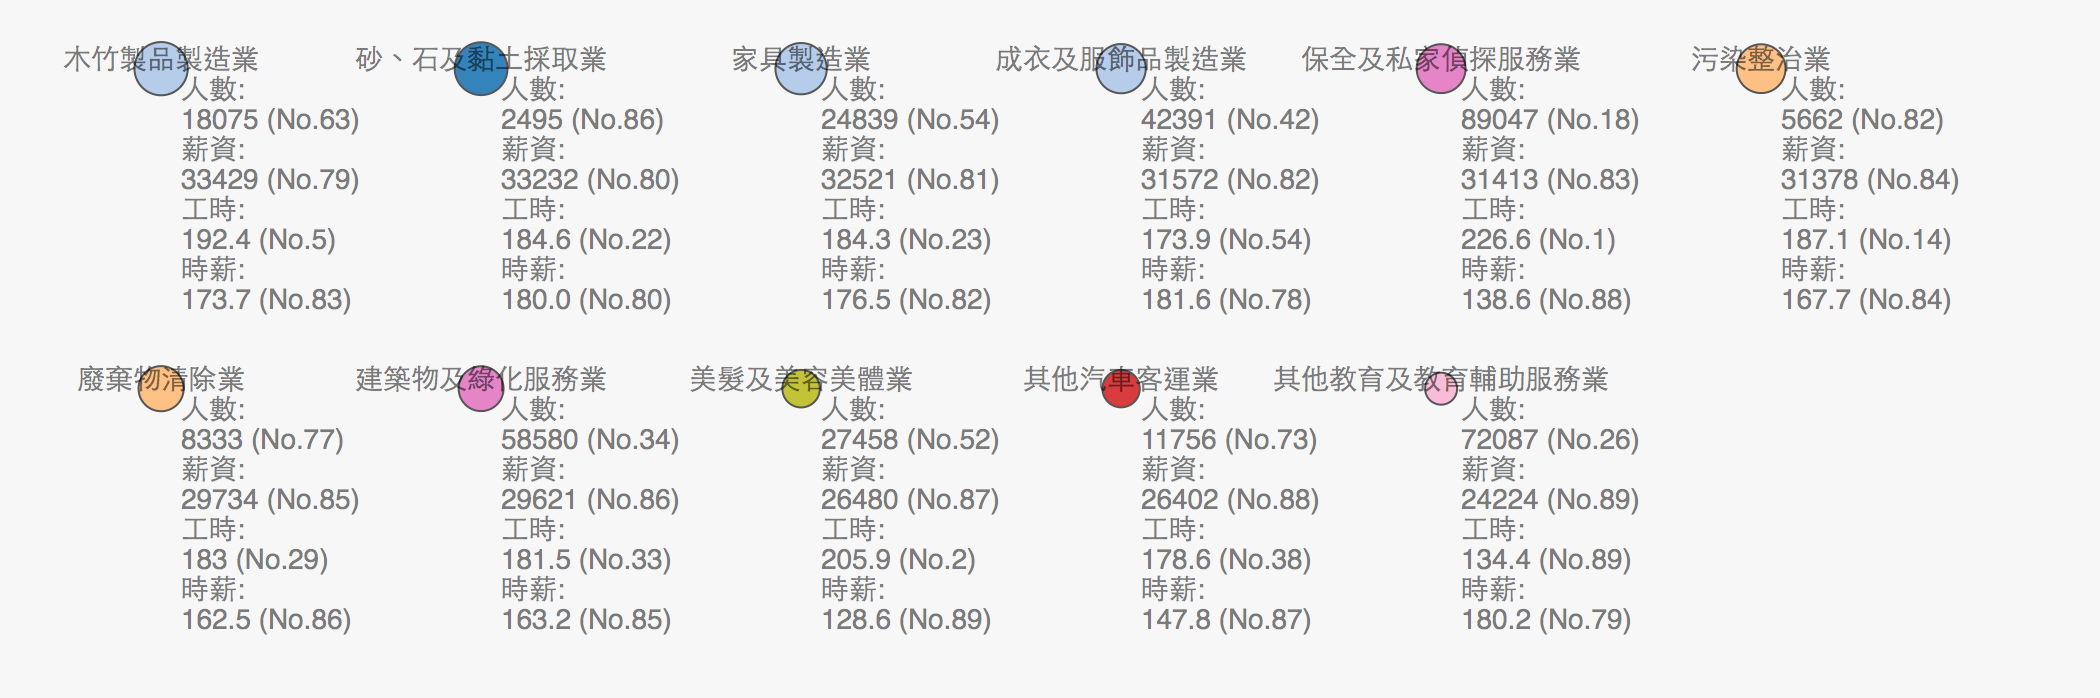 木竹製品製造業
人數:
18075 (No.63)
薪資:
33429 (No.79)
工時:
192.4 (No.5)
時薪:
173.7 (No.83)
砂、石及黏土採取業
人數:
2495 (No.86)
薪資:
33232 (No.80)
工時:
184.6 (No.22)
時薪:
180.0 (No.80)
家具製造業
人數:
24839 (No.54)
薪資:
32521 (No.81)
工時:
184.3 (No.23)
時薪:
176.5 (No.82)
成衣及服飾品製造業
人數:
42391 (No.42)
薪資:
31572 (No.82)
工時:
173.9 (No.54)
時薪:
181.6 (No.78)
保全及私家偵探服務業
人數:
89047 (No.18)
薪資:
31413 (No.83)
工時:
226.6 (No.1)
時薪:
138.6 (No.88)
污染整治業
人數:
5662 (No.82)
薪資:
31378 (No.84)
工時:
187.1 (No.14)
時薪:
167.7 (No.84)
廢棄物清除業
人數:
8333 (No.77)
薪資:
29734 (No.85)
工時:
183 (No.29)
時薪:
162.5 (No.86)
建築物及綠化服務業
人數:
58580 (No.34)
薪資:
29621 (No.86)
工時:
181.5 (No.33)
時薪:
163.2 (No.85)
美髮及美容美體業
人數:
27458 (No.52)
薪資:
26480 (No.87)
工時:
205.9 (No.2)
時薪:
128.6 (No.89)
其他汽車客運業
人數:
11756 (No.73)
薪資:
26402 (No.88)
工時:
178.6 (No.38)
時薪:
147.8 (No.87)
其他教育及教育輔助服務業
人數:
72087 (No.26)
薪資:
24224 (No.89)
工時:
134.4 (No.89)
時薪:
180.2 (No.79)